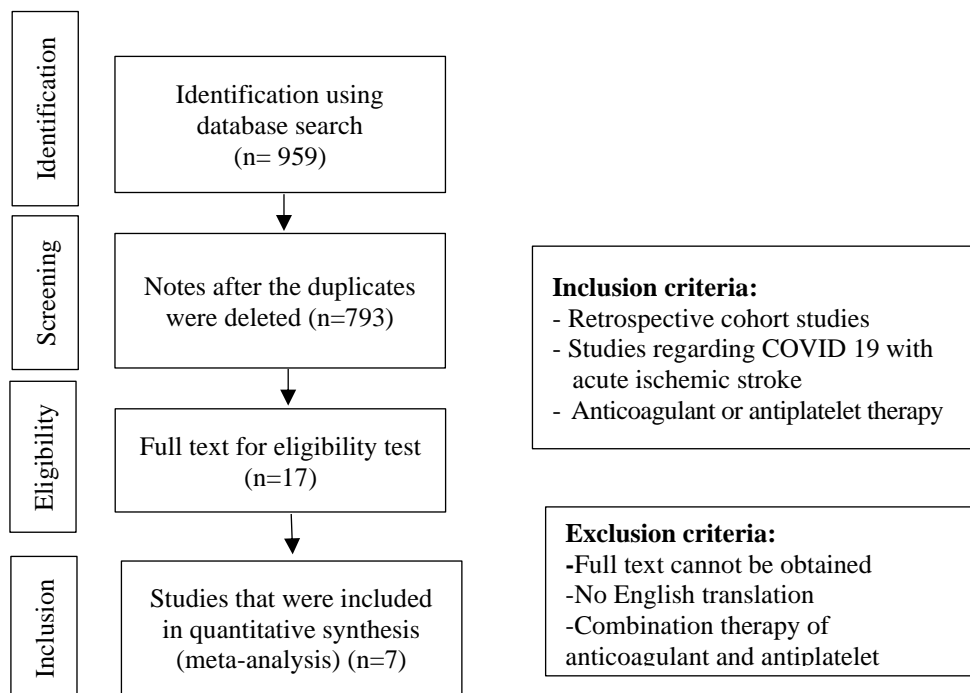 Identification
Identification using
database search
(n= 959)
Screening
Notes after the duplicates
were deleted (n=793)
Eligibility
Full text for eligibility test
(n=17)
Inclusion
Studies that were included
in quantitative synthesis
(meta-analysis) (n=7)
Inclusion criteria:
- Retrospective cohort studies
- Studies regarding COVID 19 with
acute ischemic stroke
- Anticoagulant or antiplatelet therapy
Exclusion criteria:
-Full text cannot be obtained
-No English translation
-Combination therapy of
anticoagulant and antiplatelet